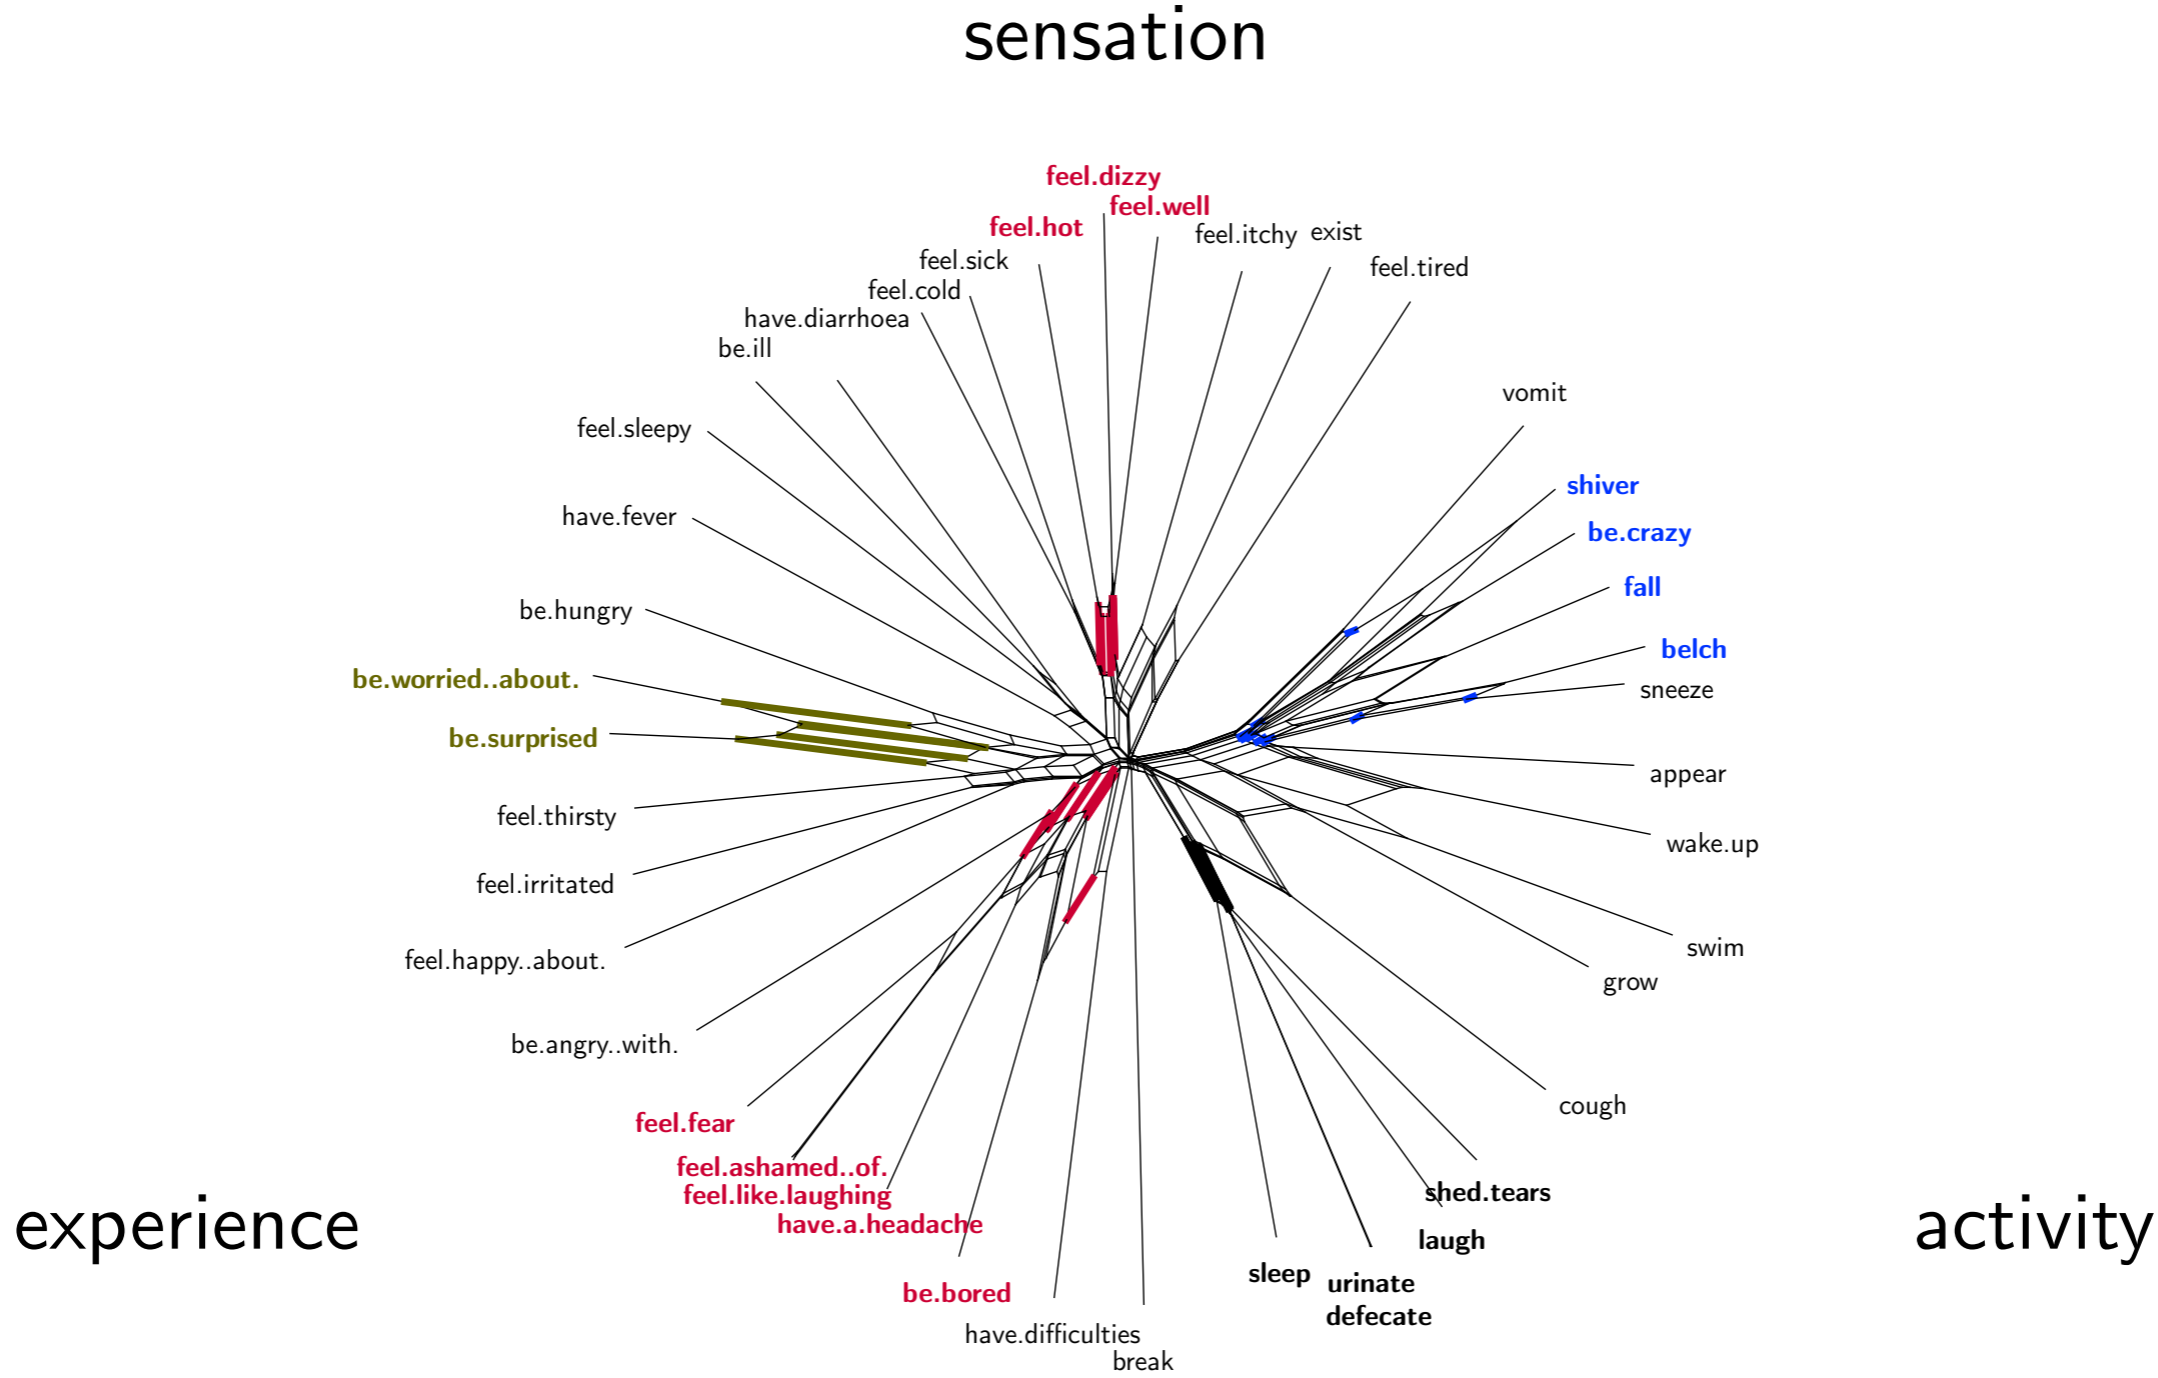 sensation
feel.dizzy
feel.well
feel.hot
feel.itchy
exist
feel.sick
feel.tired
feel.cold
have.diarrhoea
be.ill
vomit
feel.sleepy
shiver
have.fever
be.crazy
fall
be.hungry
belch
be.worried..about.
sneeze
be.surprised
appear
feel.thirsty
wake.up
feel.irritated
swim
feel.happy..about.
grow
be.angry..with.
cough
feel.fear
feel.ashamed..of.
shed.tears
feel.like.laughing
have.a.headache
experience
activity
laugh
sleep
urinate
be.bored
defecate
have.difficulties
break